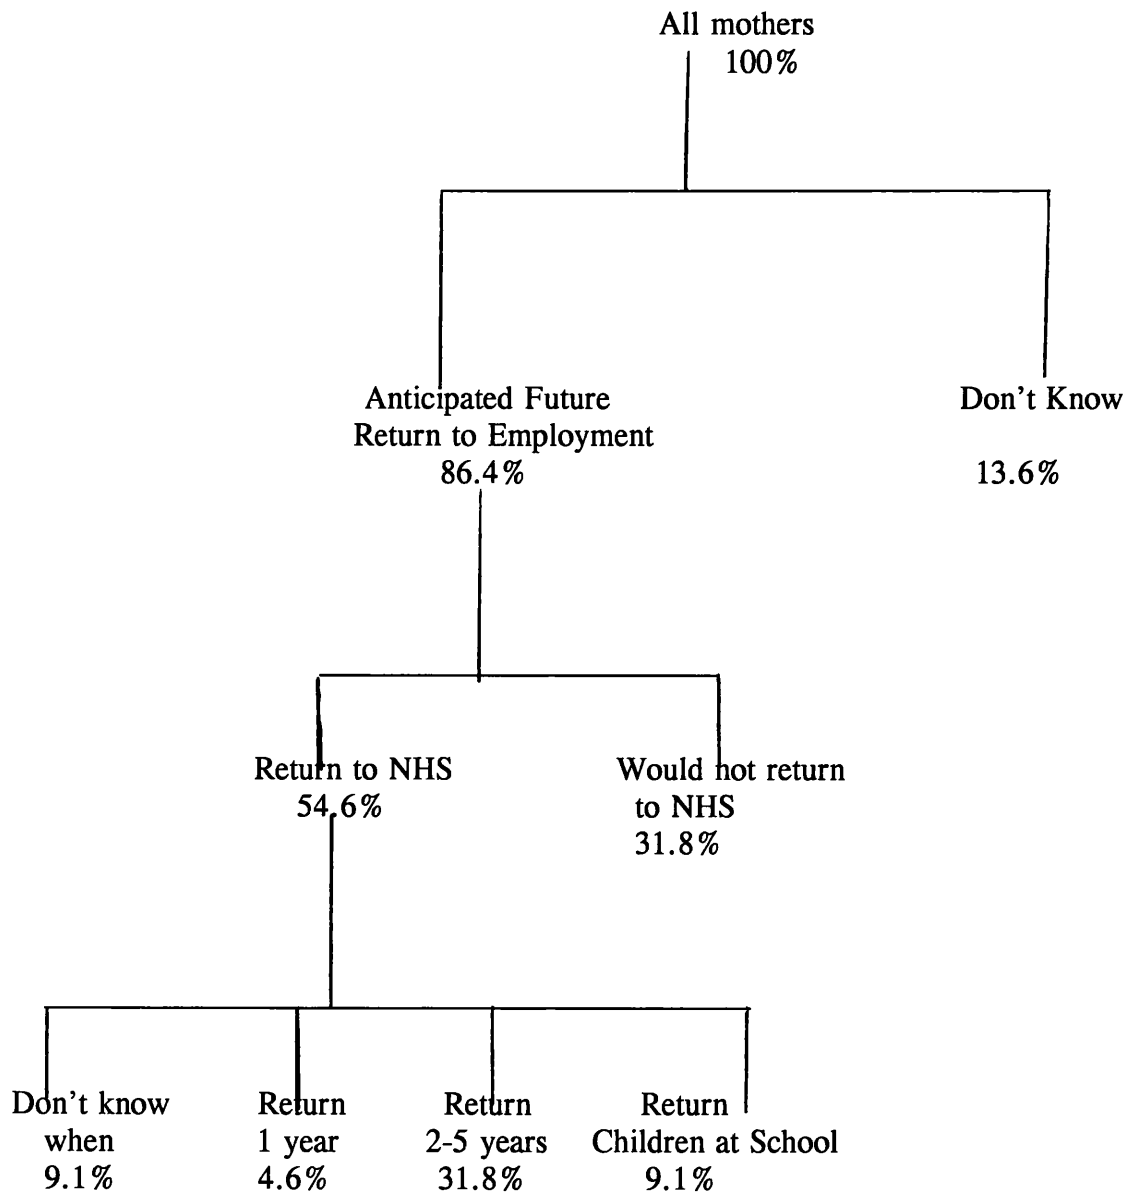 All mothers
100%
Anticipated Future
Return to Employment
86.4%
Don't Know
13.6%
Return to NHS
54.6%
Would not return
to NHS
31.8%
Don't know
when
9.1%
Return
1 year
4.6%
Return
2-5 years
31.8%
Return
Children at School
9.1%